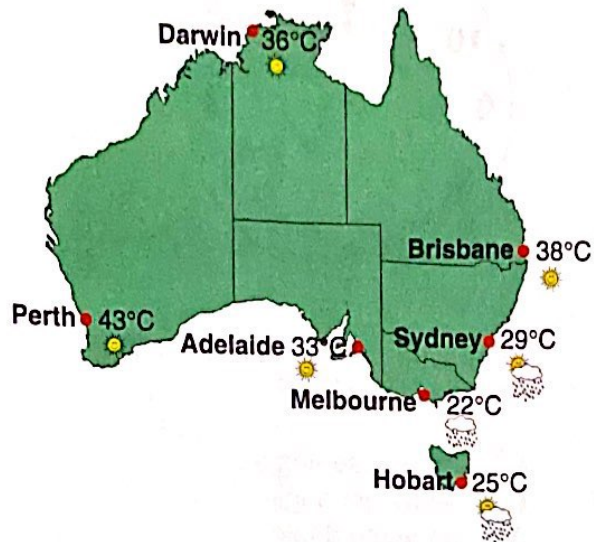 Darwin 36°C
Brisbane 38°C
Perth 43°C
Adelaide 33°C
Sydney 29°C
Melbourne 22°C
Hobart 25°C